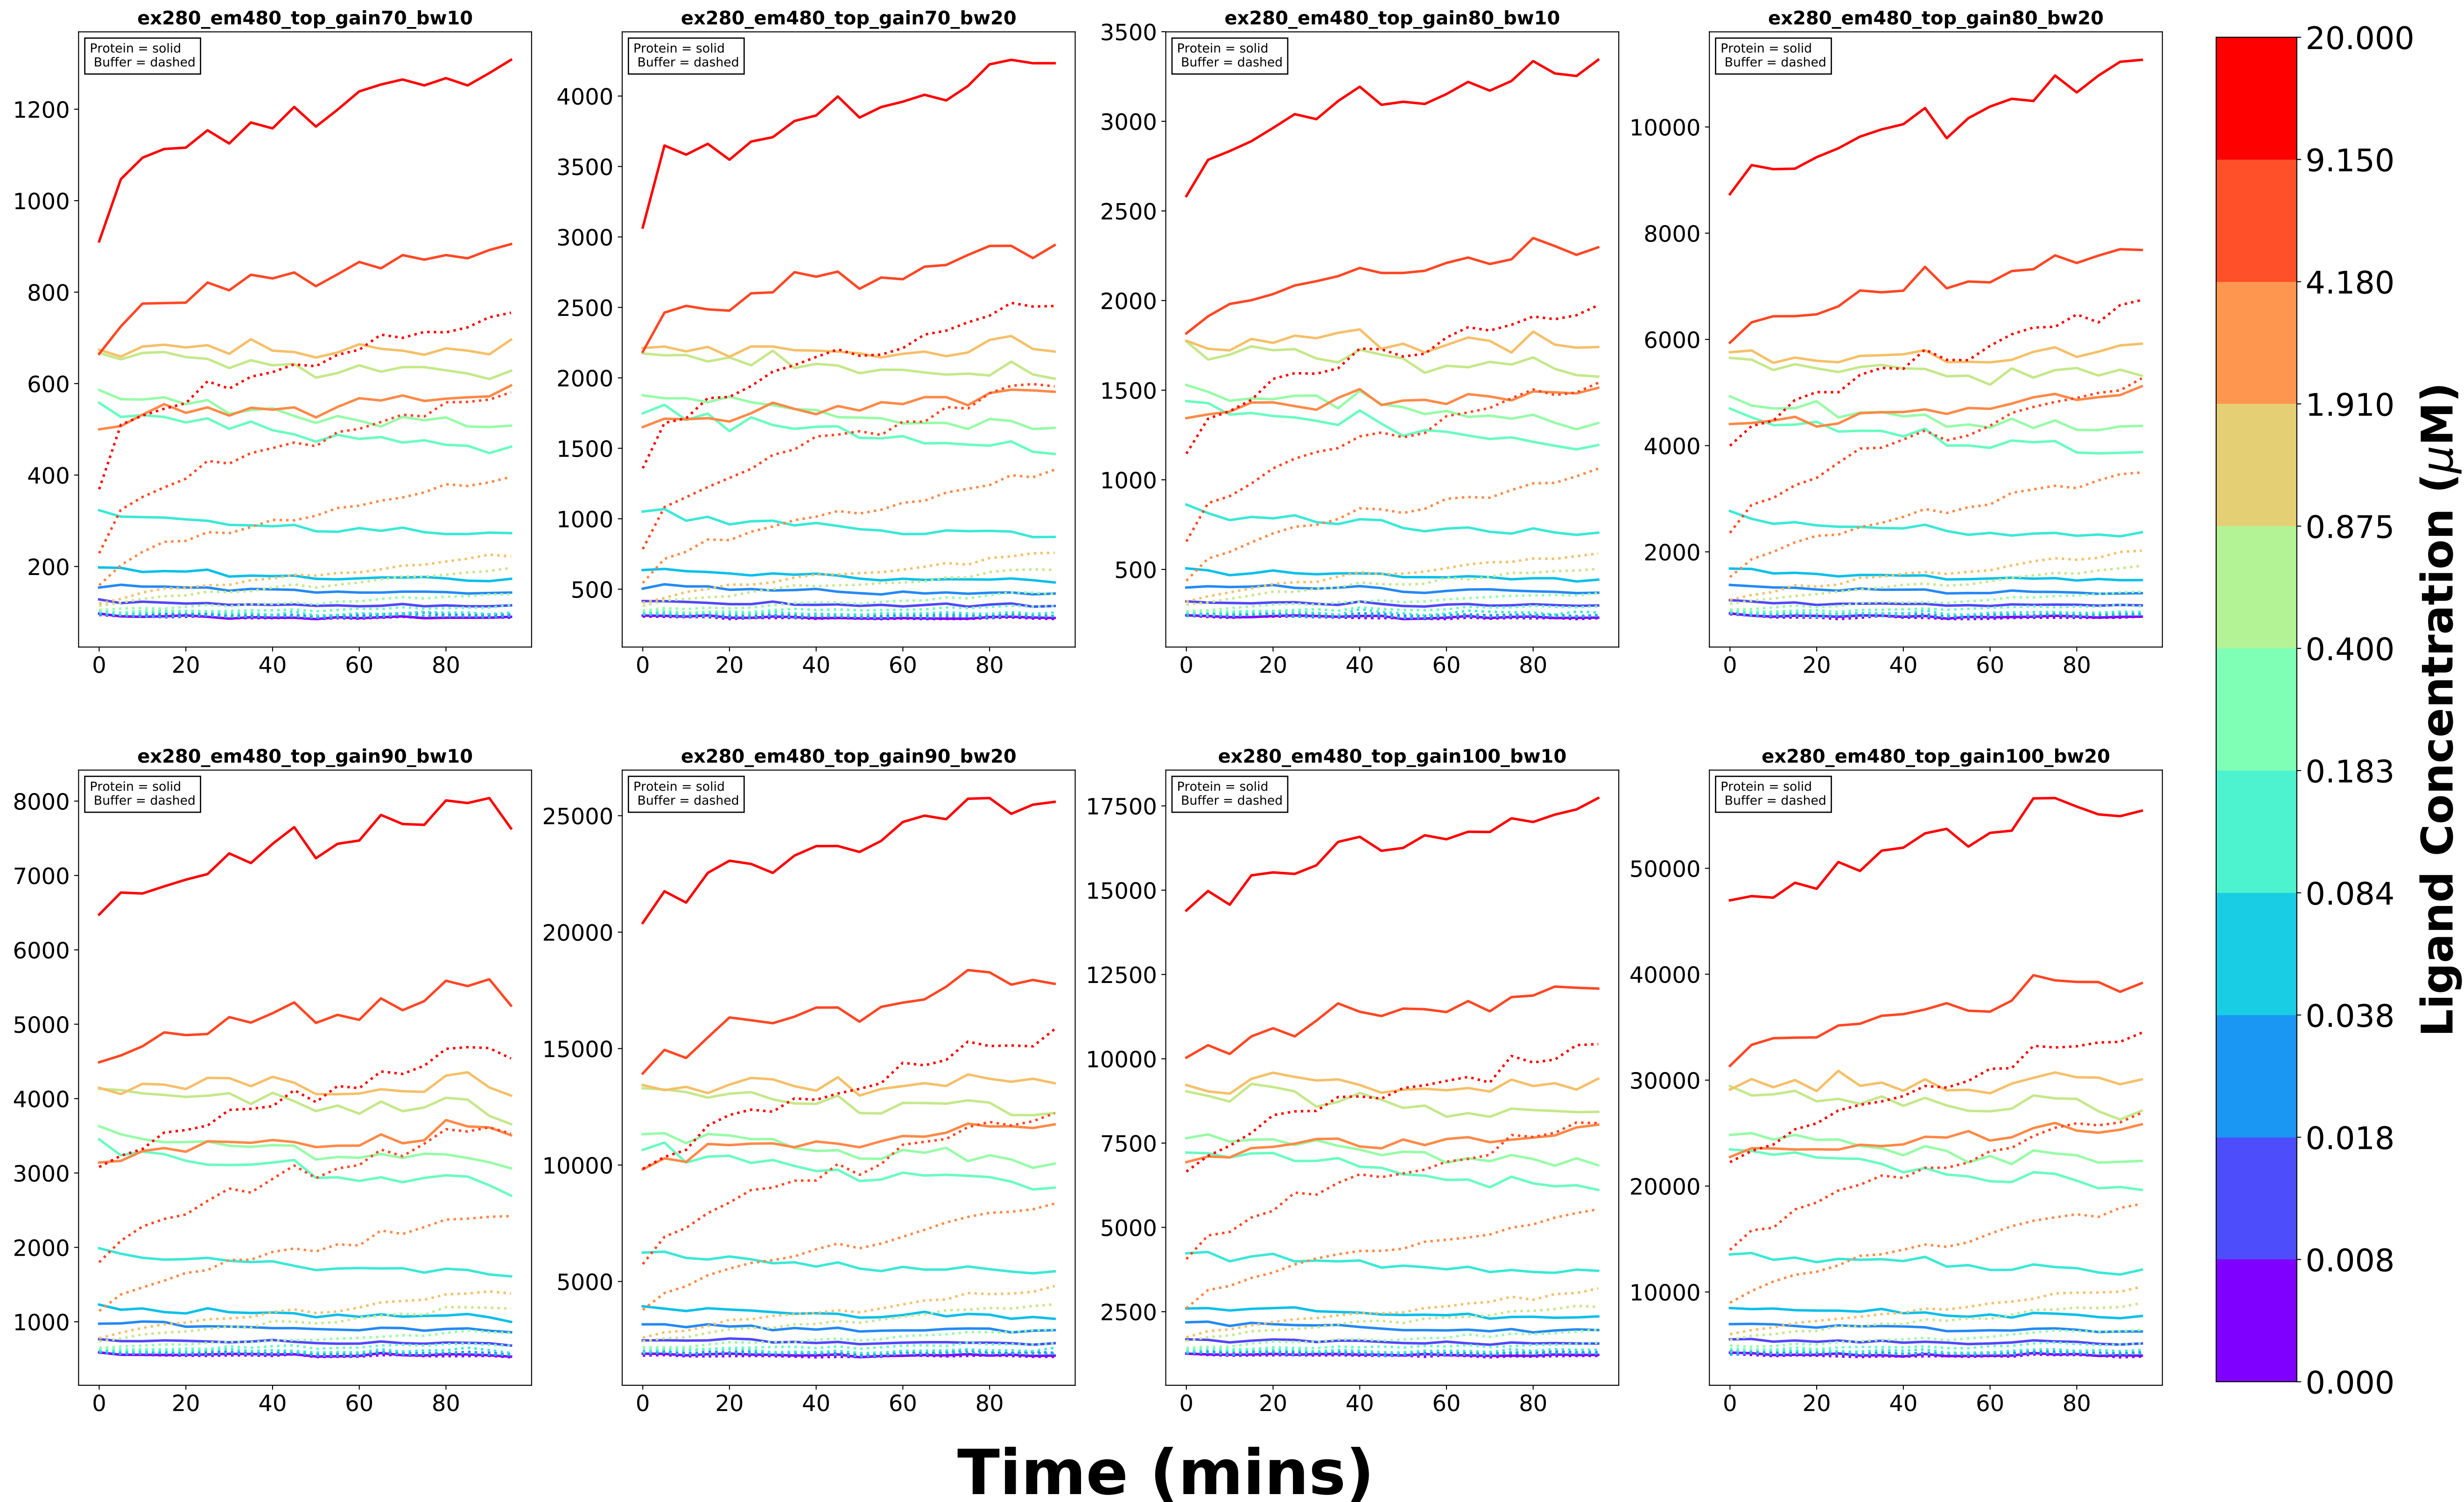 ex280_em480_top_gain70_bw10
Protein = solid
Buffer = dashed
1200
1000
800
600
400
200
0 20 40 60 80
ex280_em480_top_gain70_bw20
Protein = solid
Buffer = dashed
4000
3500
3000
2500
2000
1500
1000
500
0 20 40 60 80
ex280_em480_top_gain80_bw10
Protein = solid
Buffer = dashed
3500
3000
2500
2000
1500
1000
500
0 20 40 60 80
ex280_em480_top_gain80_bw20
Protein = solid
Buffer = dashed
10000
8000
6000
4000
2000
0 20 40 60 80
ex280_em480_top_gain90_bw10
Protein = solid
Buffer = dashed
8000
7000
6000
5000
4000
3000
2000
1000
0 20 40 60 80
ex280_em480_top_gain90_bw20
Protein = solid
Buffer = dashed
25000
20000
15000
10000
5000
0 20 40 60 80
ex280_em480_top_gain100_bw10
Protein = solid
Buffer = dashed
17500
15000
12500
10000
7500
5000
2500
0 20 40 60 80
ex280_em480_top_gain100_bw20
Protein = solid
Buffer = dashed
50000
40000
30000
20000
10000
0 20 40 60 80
20.000
9.150
4.180
1.910
0.875
0.400
0.183
0.084
0.038
0.018
0.008
0.000
Ligand Concentration (μM)
Time (mins)